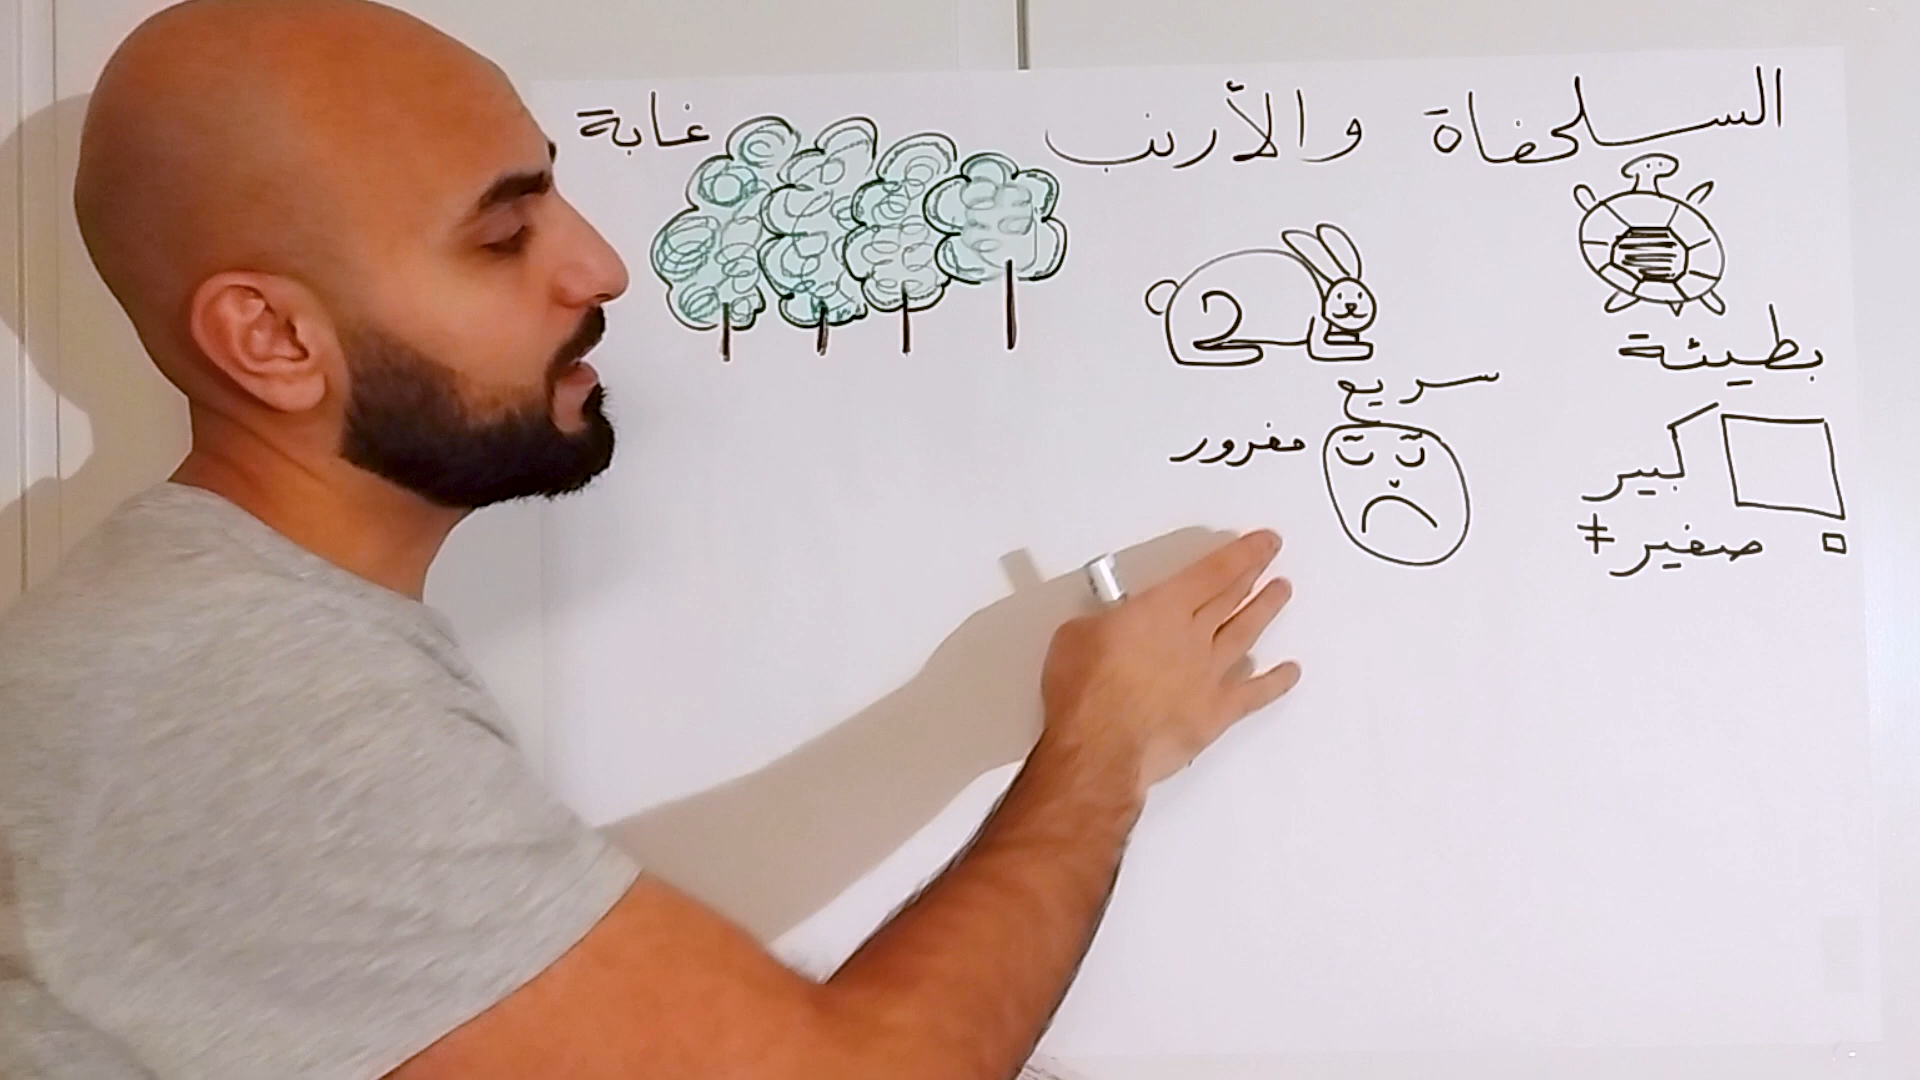 السلحفاة والأرنب
غابة
بطيئة
سريع
مغرور
كبير
≠ صغير